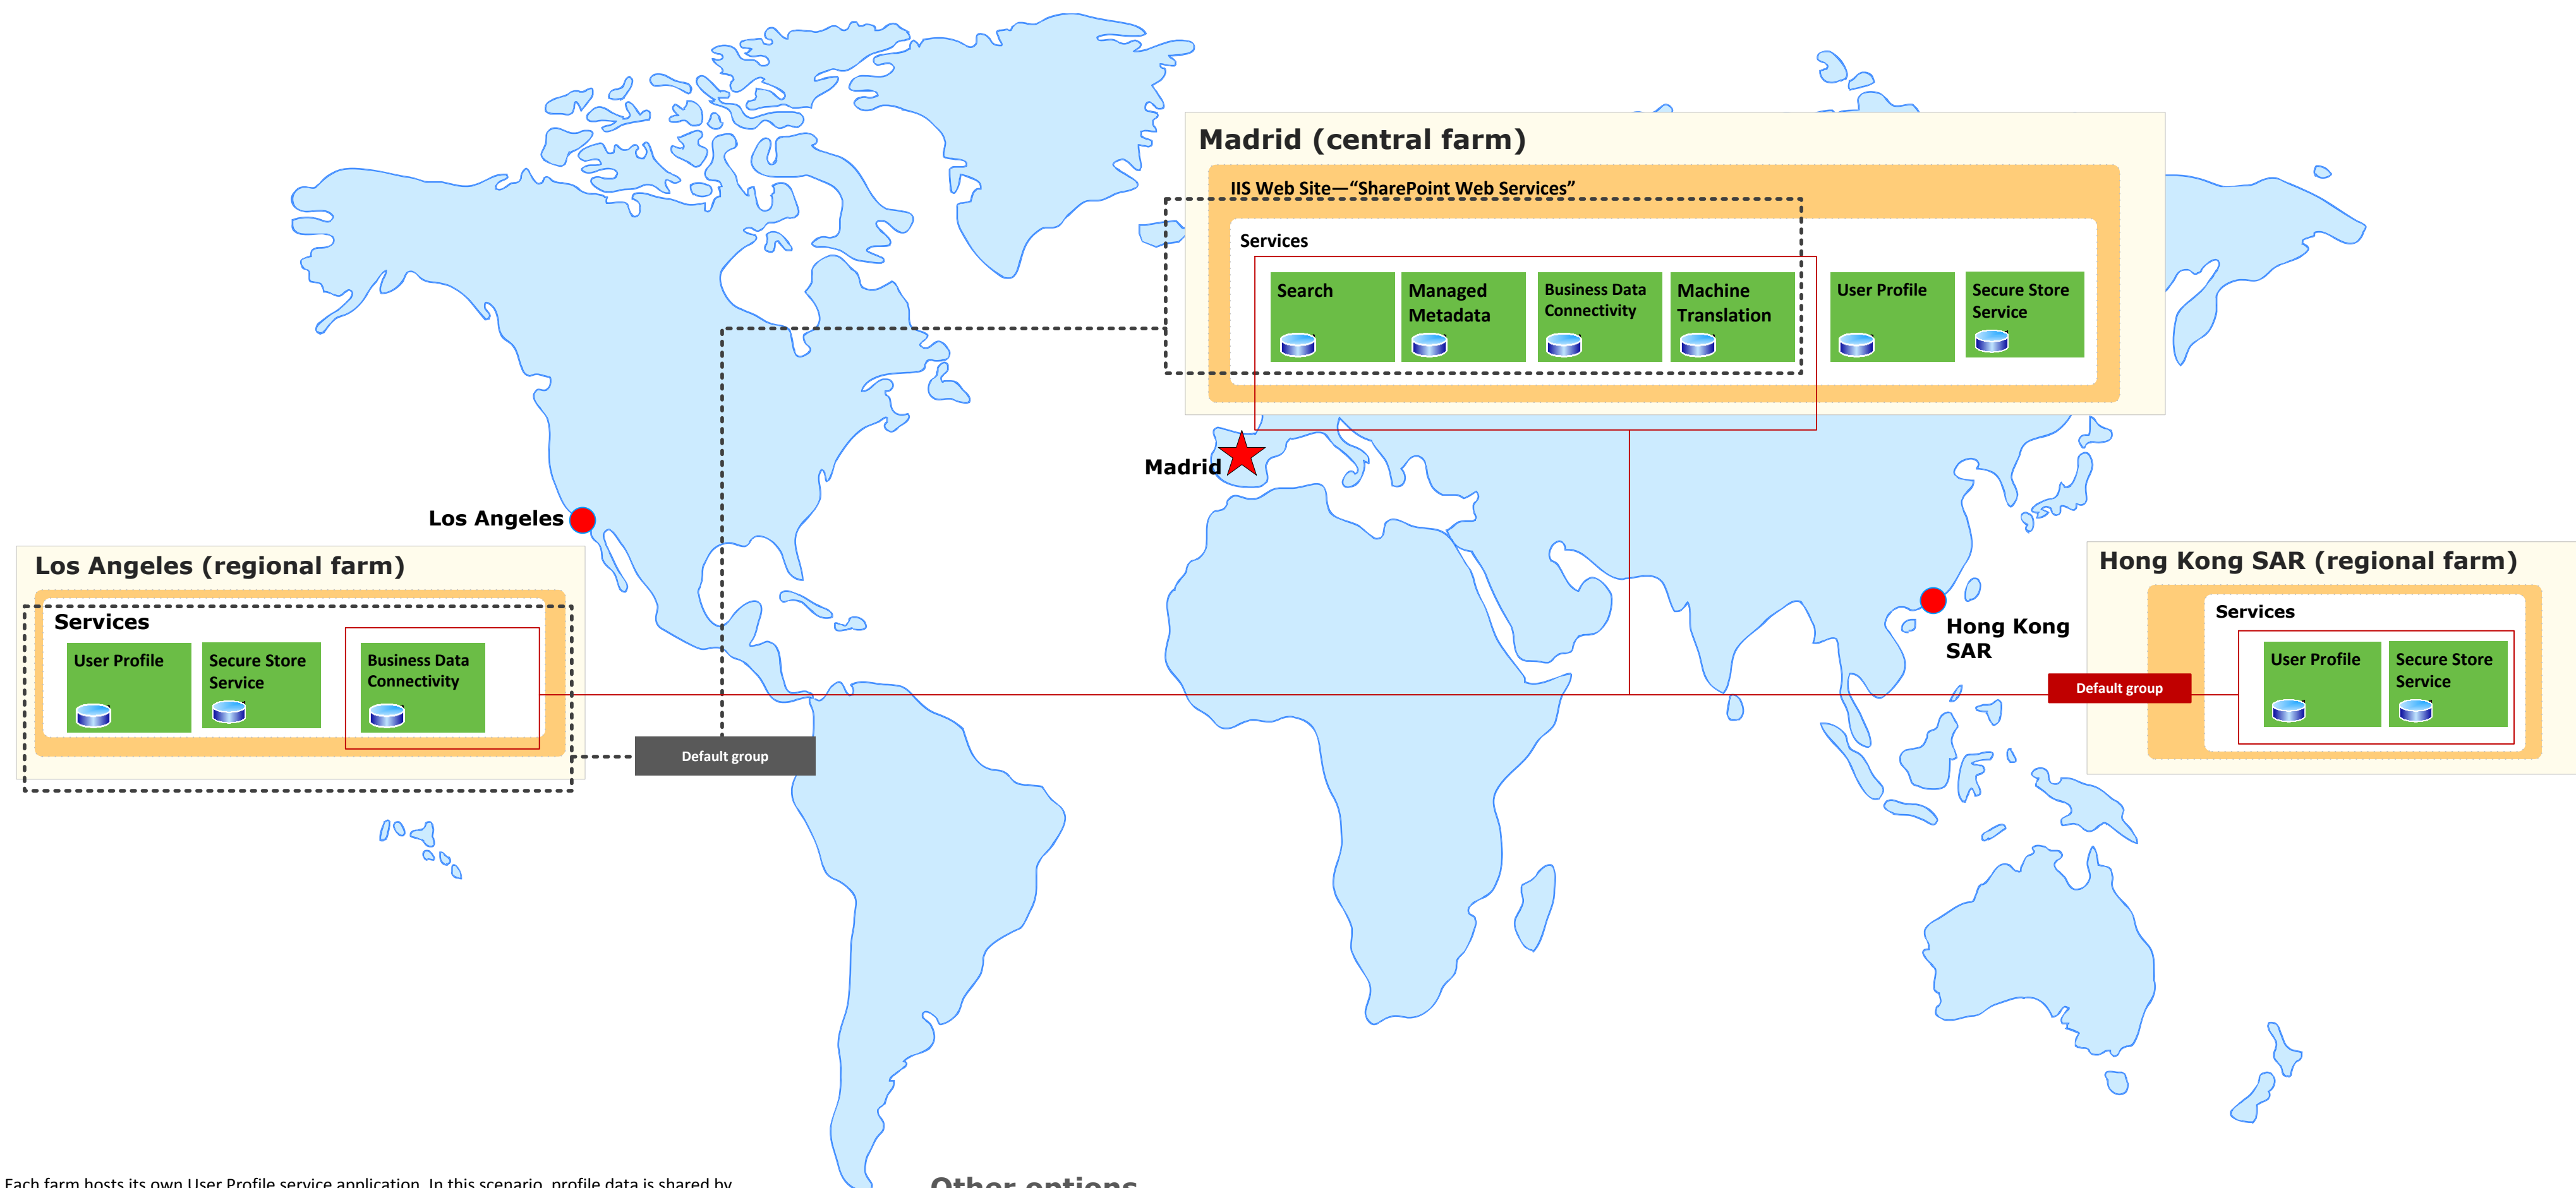 Madrid (central farm)
IIS Web Site—“SharePoint Web Services”
Services
Search
Managed
Metadata
Business Data
Connectivity
Machine
Translation
User Profile
Secure Store
Service
Madrid
Los Angeles
Los Angeles (regional farm)
Services
User Profile
Secure Store
Service
Business Data
Connectivity
Default group
Hong Kong
SAR
Hong Kong SAR (regional farm)
Services
User Profile
Secure Store
Service
Default group
Each farm hosts its own User Profile service application. In this scenario, profile data is shared by
Other options